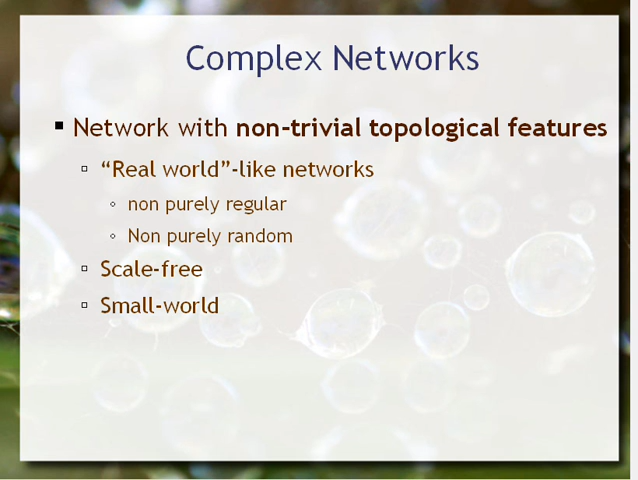 Complex Networks
Network with non-trivial topological features
“Real world”-like networks
non purely regular
Non purely random
Scale-free
Small-world